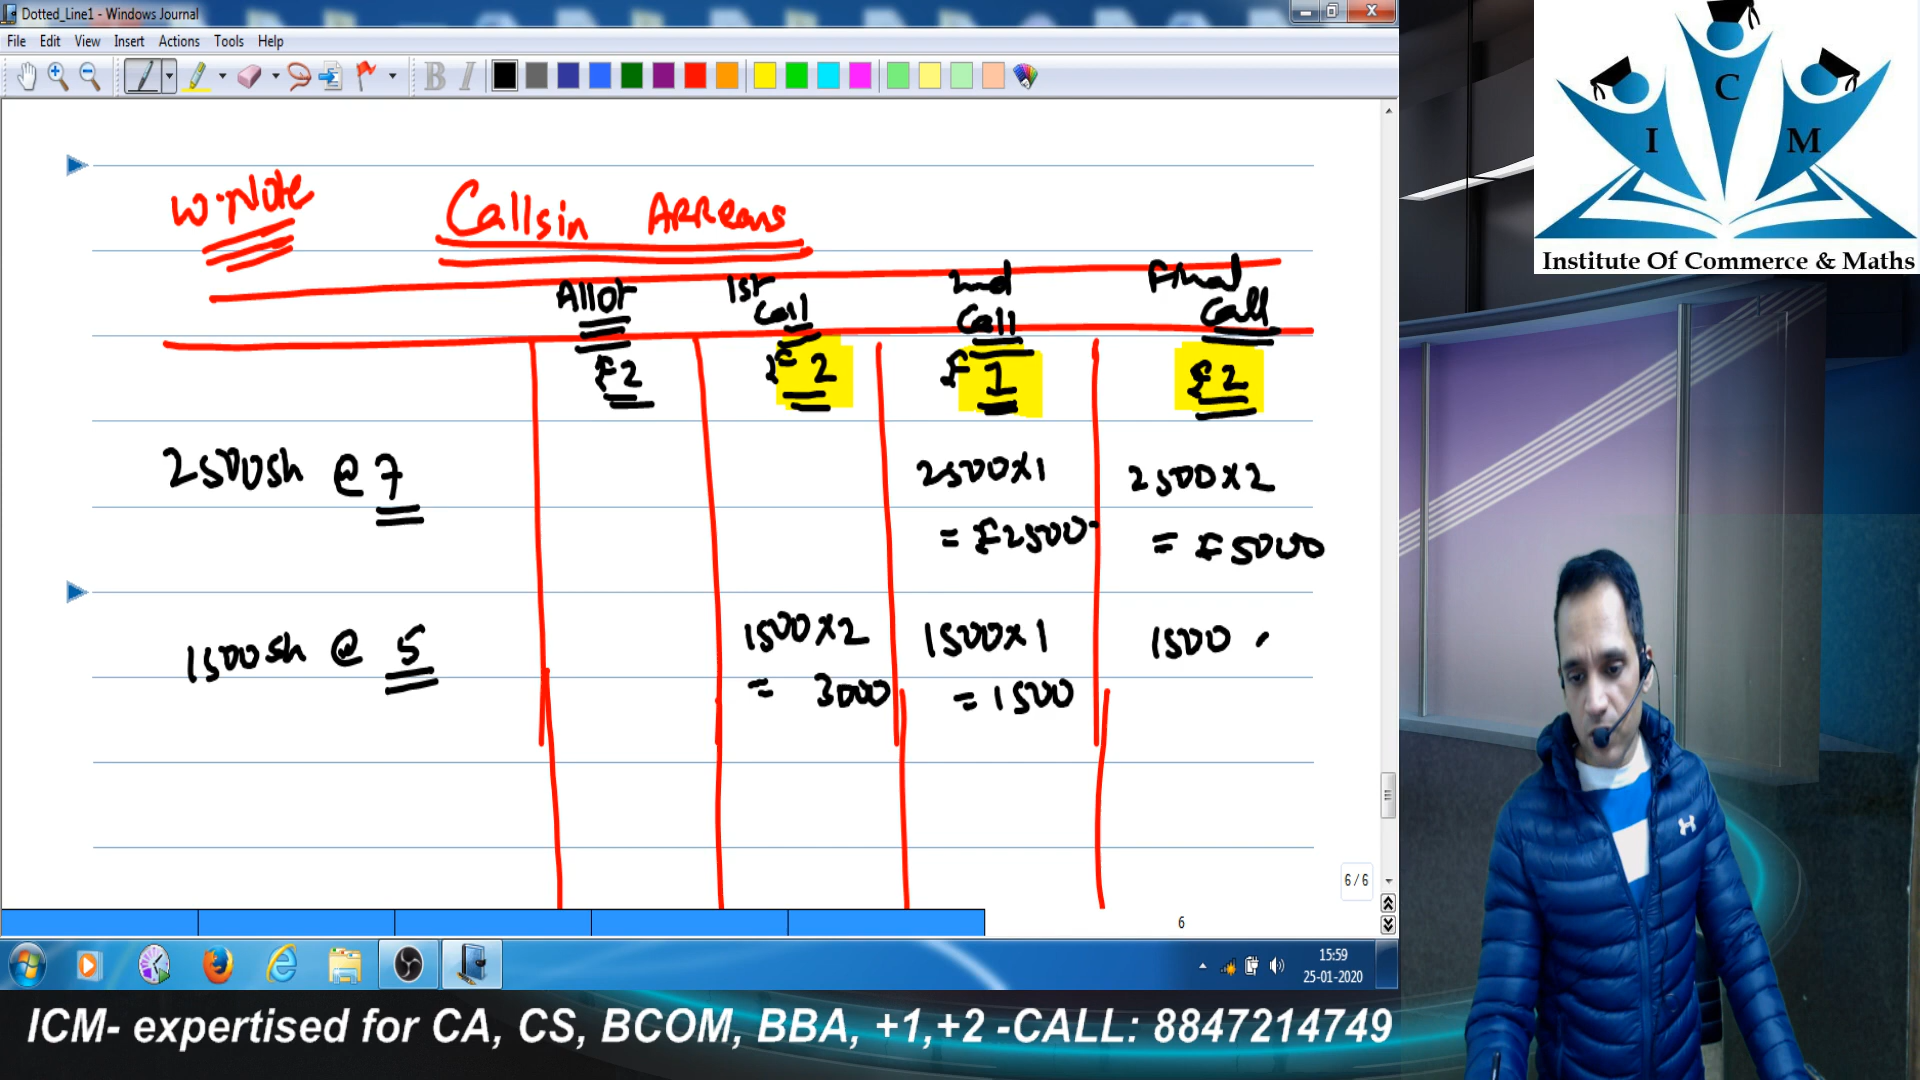 Dotted_Line1 - Windows Journal
File Edit View Insert Actions Tools Help
B I
W.Note Calls in ARRears
Allot 1st Call 2nd Call Final Call
₹2 ₹2 ₹1 ₹2
2500sh @ 7 2500×1 2500×2
= ₹2500 = ₹5000
1500sh @ 5 1500×2 1500×1 1500
= 3000 = 1500
6/6
6
15:59
25-01-2020
I C M
Institute Of Commerce & Maths
ICM- expertised for CA, CS, BCOM, BBA, +1,+2 -CALL: 8847214749